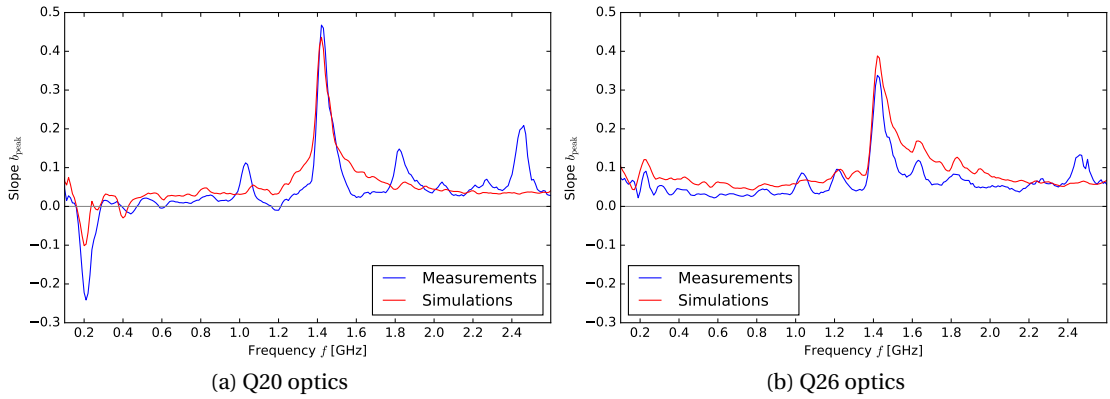 0.5
0.4
0.3
0.2
0.1
0.0
−0.1
−0.2
−0.3
Slope b_peak
0.2 0.4 0.6 0.8 1.0 1.2 1.4 1.6 1.8 2.0 2.2 2.4
Frequency f [GHz]
Measurements
Simulations
(a) Q20 optics
0.5
0.4
0.3
0.2
0.1
0.0
−0.1
−0.2
−0.3
Slope b_peak
0.2 0.4 0.6 0.8 1.0 1.2 1.4 1.6 1.8 2.0 2.2 2.4
Frequency f [GHz]
Measurements
Simulations
(b) Q26 optics